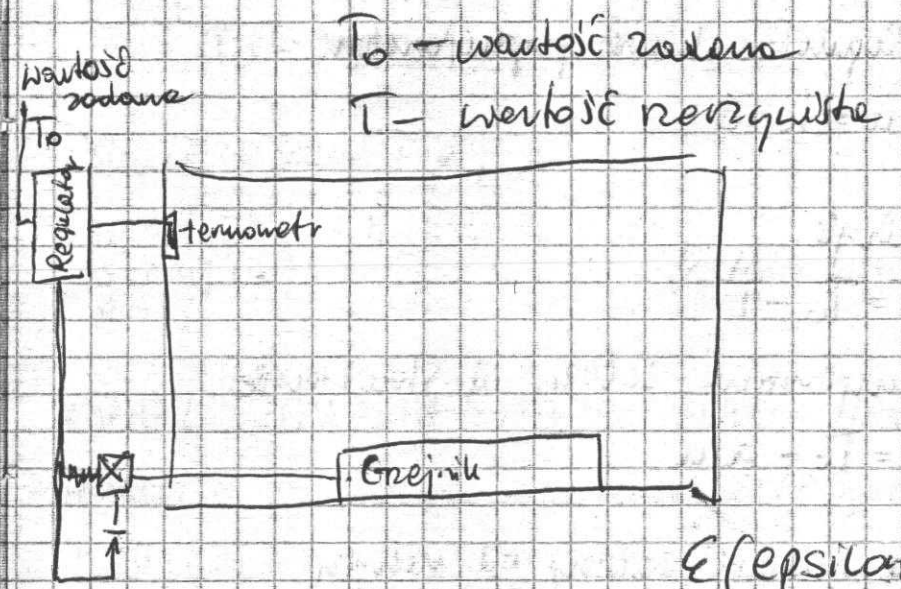 To – wartość zadana
T – wartość rzeczywista
wartość
zadana
To
Regulator
termometr
Grzejnik
ε (epsilon